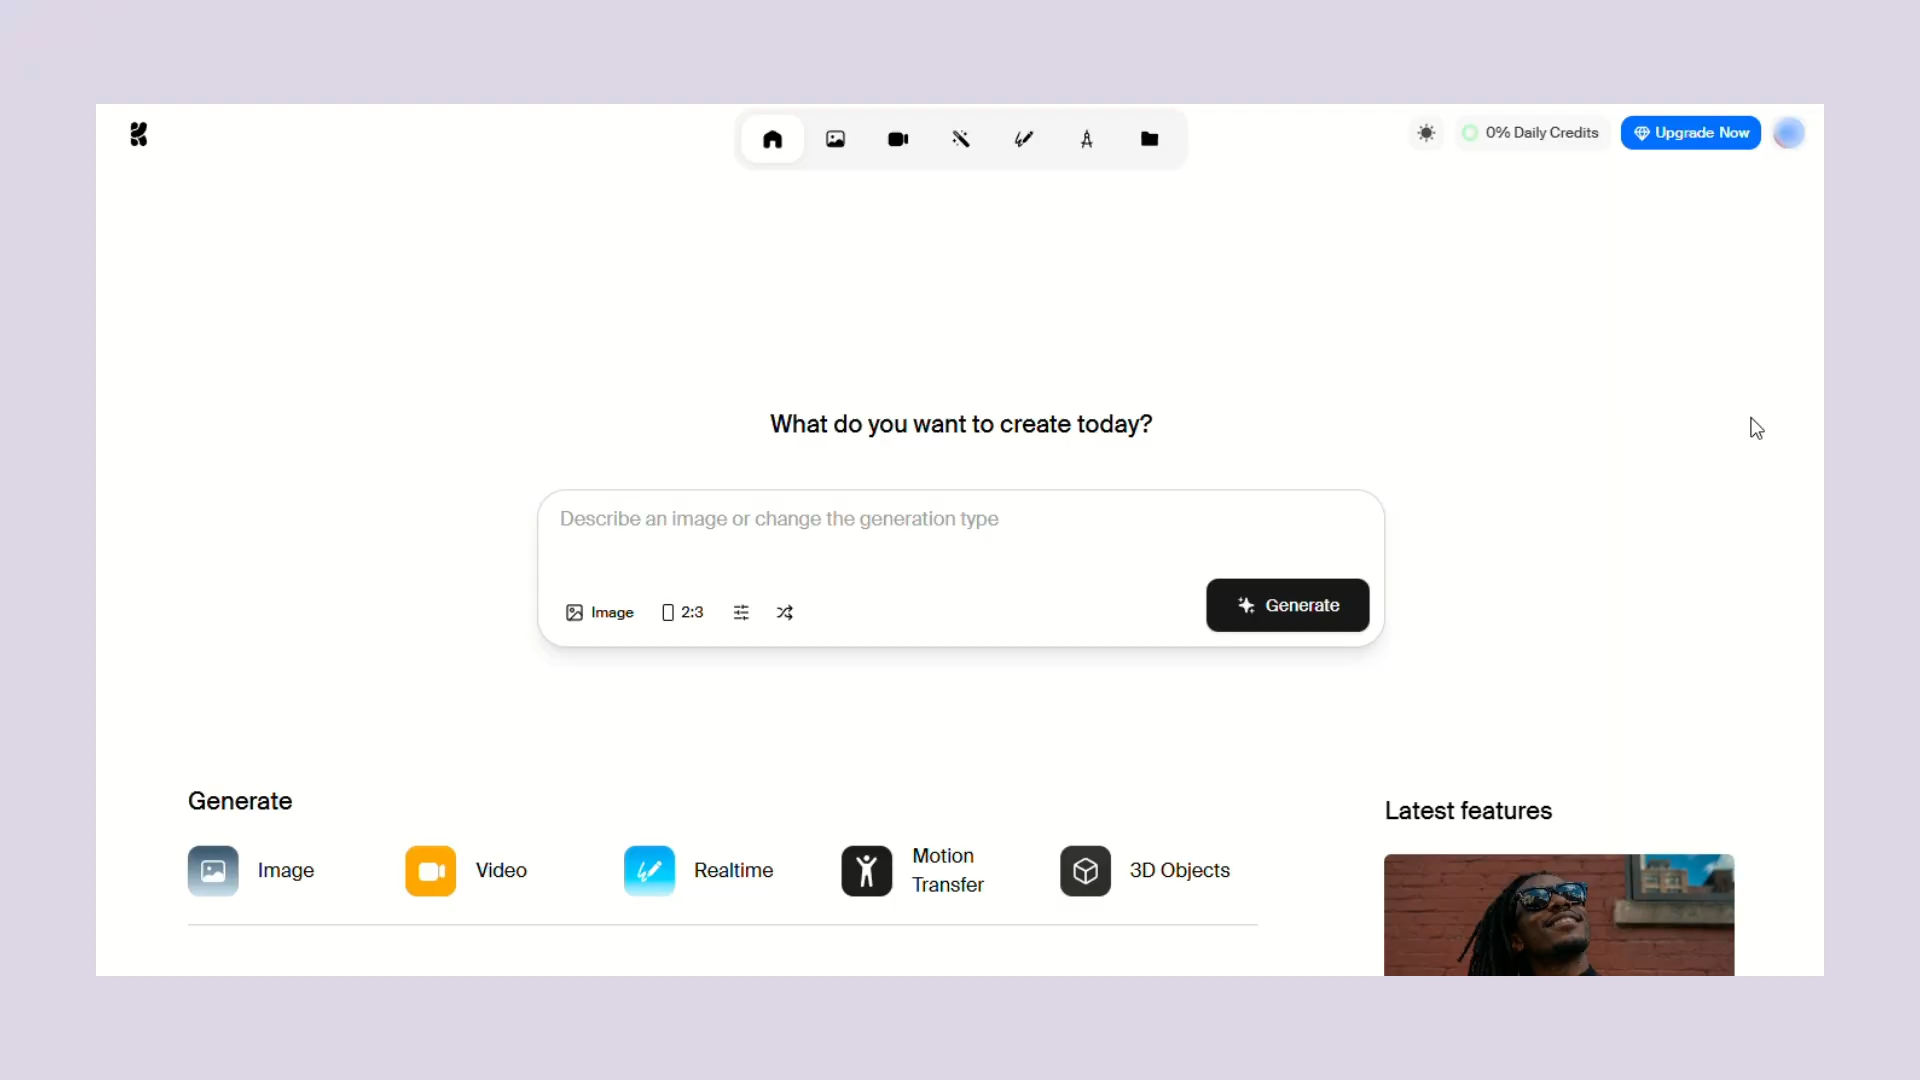 0% Daily Credits
Upgrade Now
What do you want to create today?
Describe an image or change the generation type
Image
2:3
Generate
Generate
Image
Video
Realtime
Motion
Transfer
3D Objects
Latest features